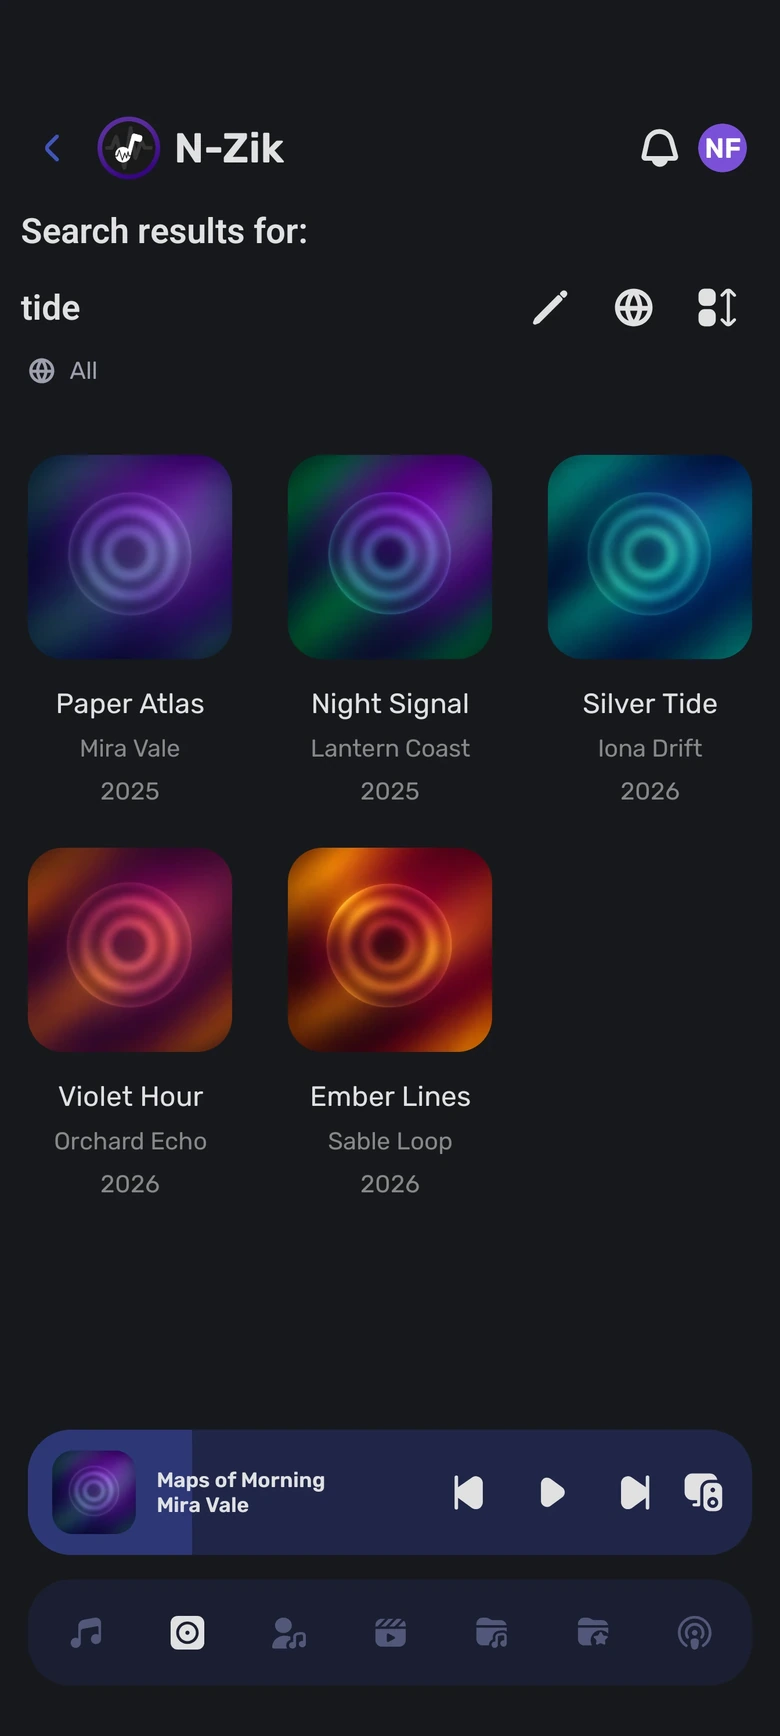 N-Zik
NF
Search results for:
tide
All
Paper Atlas
Mira Vale
2025
Night Signal
Lantern Coast
2025
Silver Tide
Iona Drift
2026
Violet Hour
Orchard Echo
2026
Ember Lines
Sable Loop
2026
Maps of Morning
Mira Vale